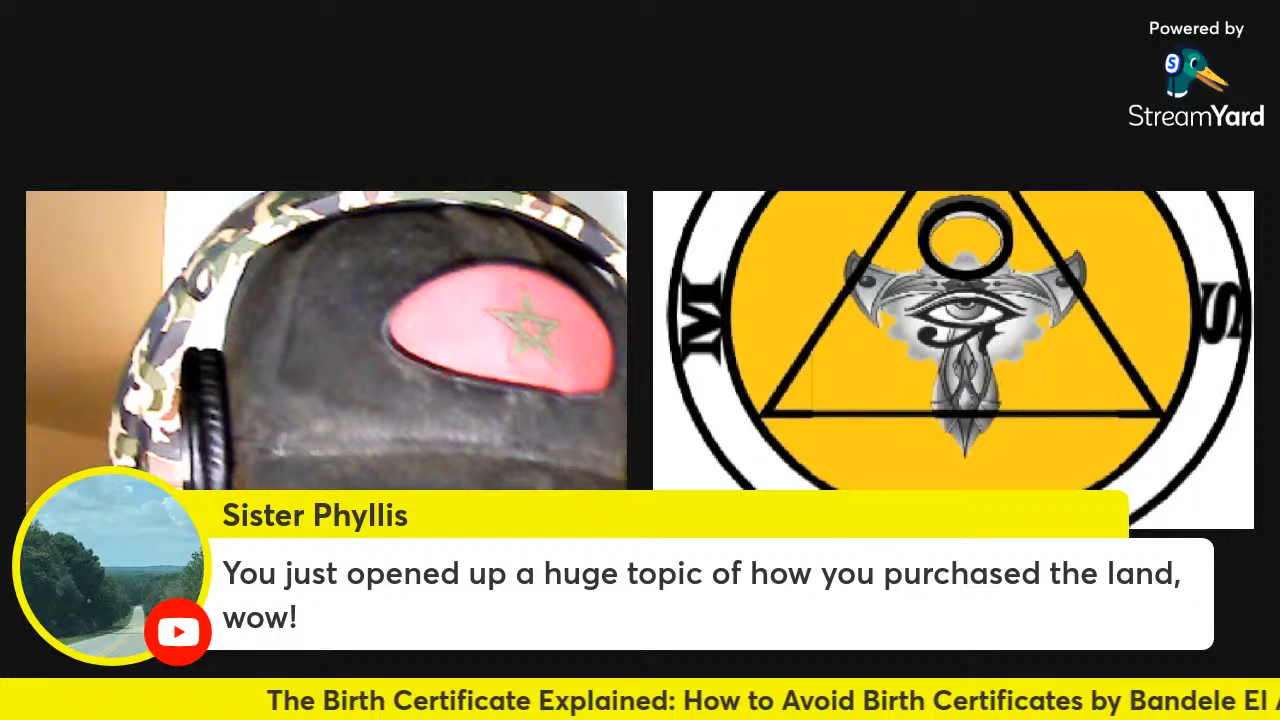 Powered by
S
StreamYard
M
S
Sister Phyllis
You just opened up a huge topic of how you purchased the land,
wow!
The Birth Certificate Explained: How to Avoid Birth Certificates by Bandele El